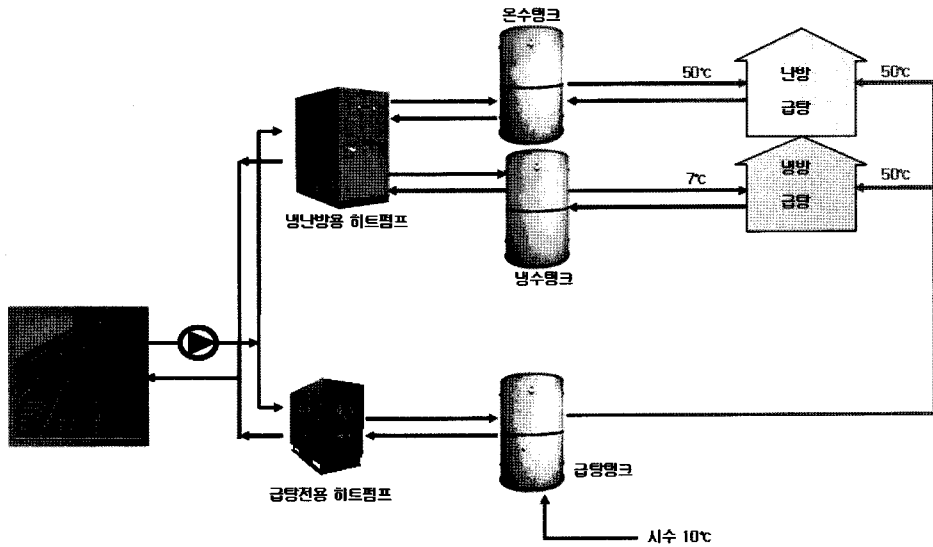 온수탱크
50℃
난방
급탕
50℃
냉난방용 히트펌프
7℃
냉방
급탕
50℃
냉수탱크
급탕전용 히트펌프
급탕탱크
시수 10℃